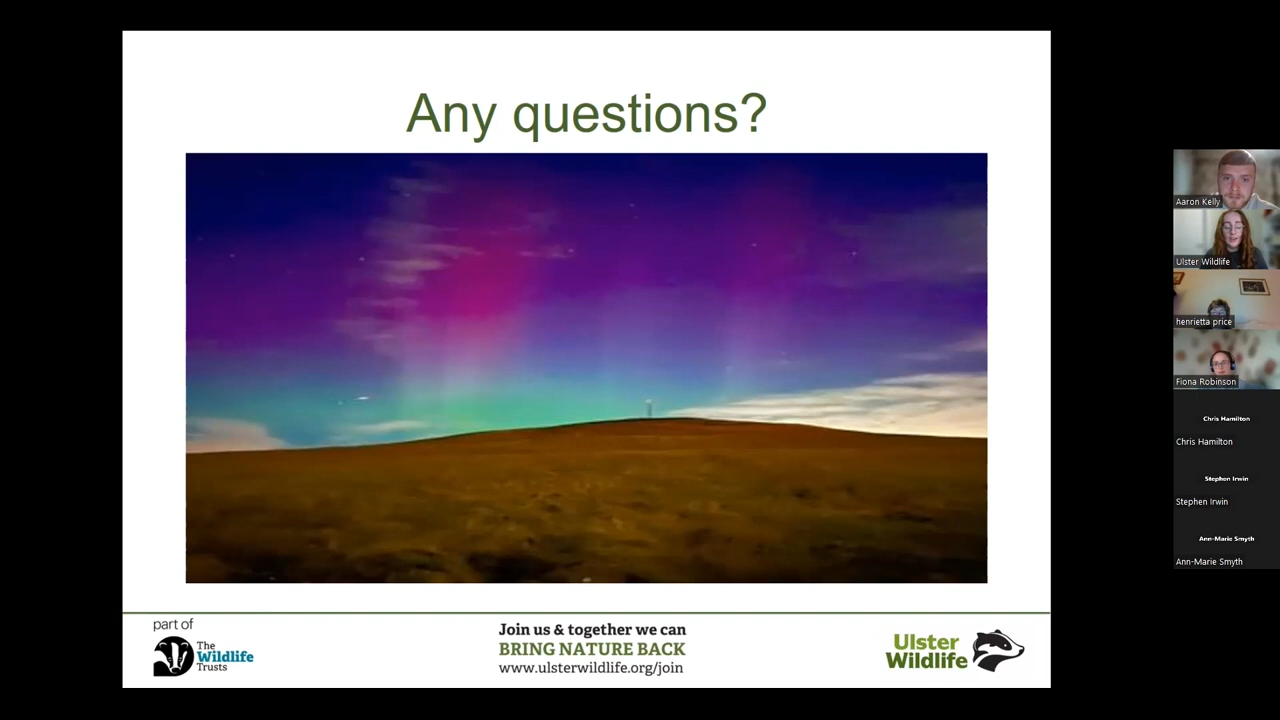 Any questions?
part of
The
Wildlife
Trusts
Join us & together we can
BRING NATURE BACK
www.ulsterwildlife.org/join
Ulster
Wildlife
Aaron Kelly
Ulster Wildlife
henrietta price
Fiona Robinson
Chris Hamilton
Chris Hamilton
Stephen Irwin
Stephen Irwin
Ann-Marie Smyth
Ann-Marie Smyth